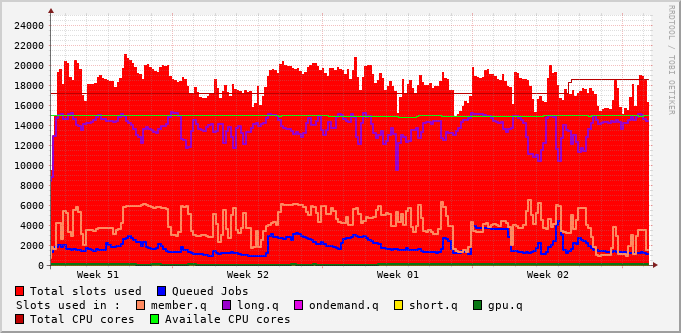 24000
22000
20000
18000
16000
14000
12000
10000
8000
6000
4000
2000
0
Week 51 Week 52 Week 01 Week 02
RRDTOOL / TOBI OETIKER
Total slots used Queued Jobs
Slots used in : member.q long.q ondemand.q short.q gpu.q
Total CPU cores Availale CPU cores